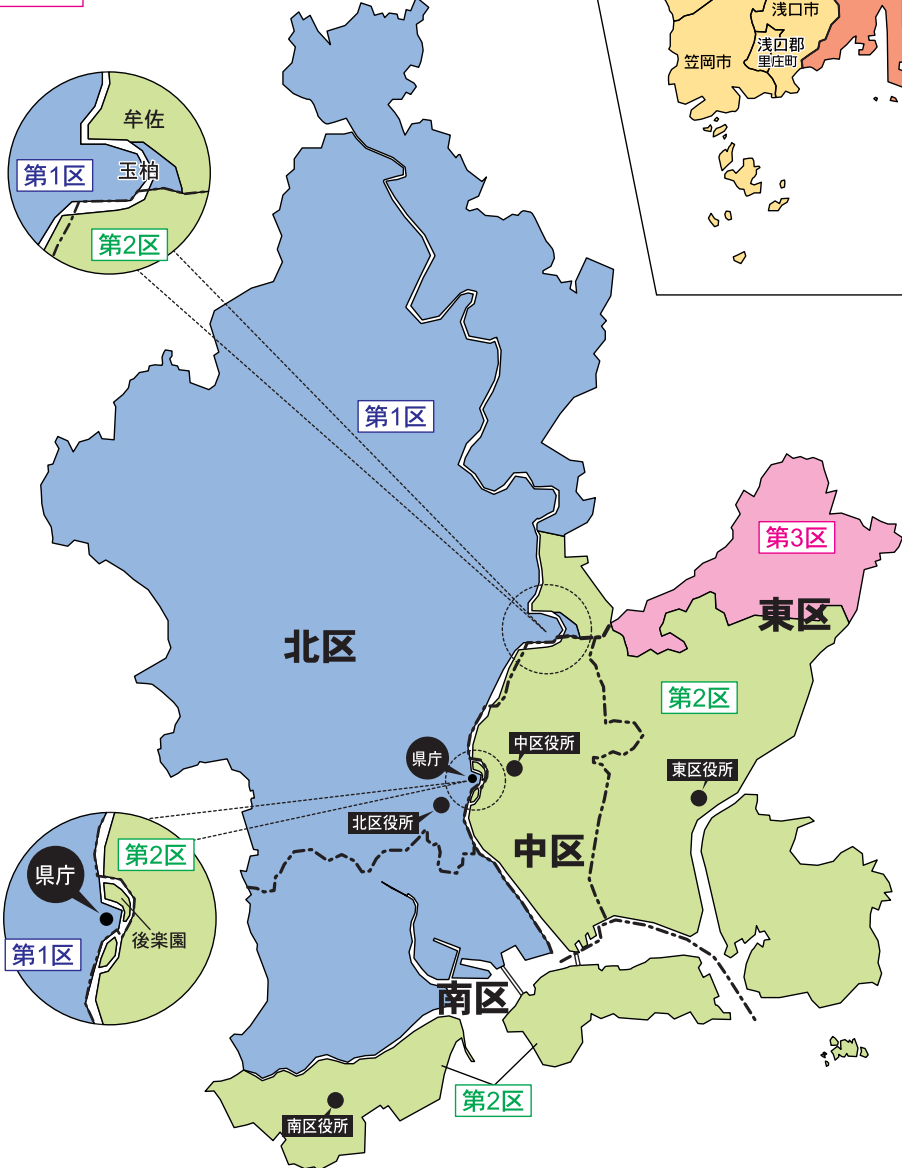 浅口市
浅口郡
里庄町
笠岡市
牟佐
第1区
玉柏
第2区
第1区
第3区
東区
北区
第2区
中区役所
県庁
東区役所
北区役所
中区
第2区
県庁
後楽園
第1区
南区
第2区
南区役所